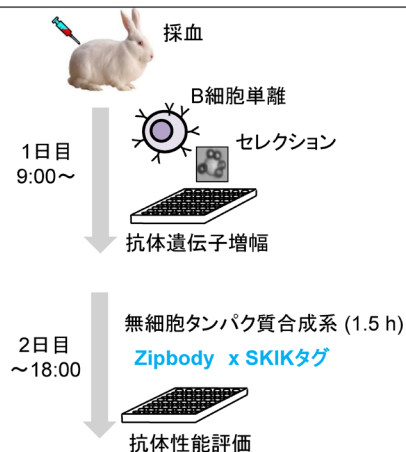 採血
B細胞単離
セレクション
1日目
9:00～
抗体遺伝子増幅
無細胞タンパク質合成系 (1.5 h)
2日目
～18:00
Zipbody x SKIKタグ
抗体性能評価